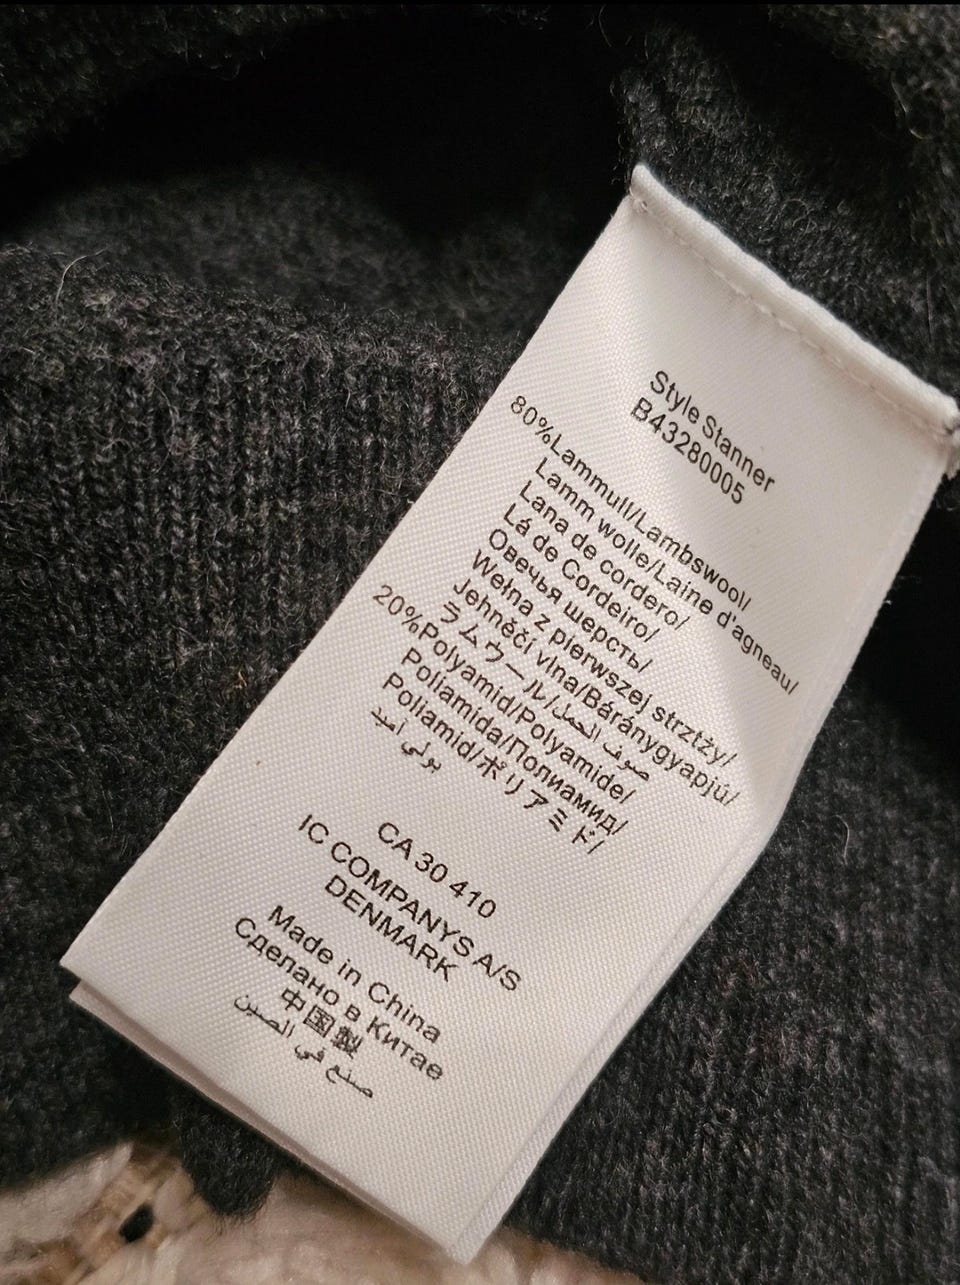 Style Stanner
B43280005
80%Lammull/Lambswool/
Lamm wolle/Laine d'agneau/
Lana de cordero/
Lá de Cordeiro/
Овечья шерсть/
Wełna z pierwszej strztży/
Jehněčí vlna/Báránygyapjú/
ラムウール/صوف الحمل
20%Polyamid/Polyamide/
Poliamida/Полиамид/
Poliamid/ポリアミド/
بولي أميد
CA 30 410
IC COMPANYS A/S
DENMARK
Made in China
Сделано в Китае
中国製
صنع في الصين